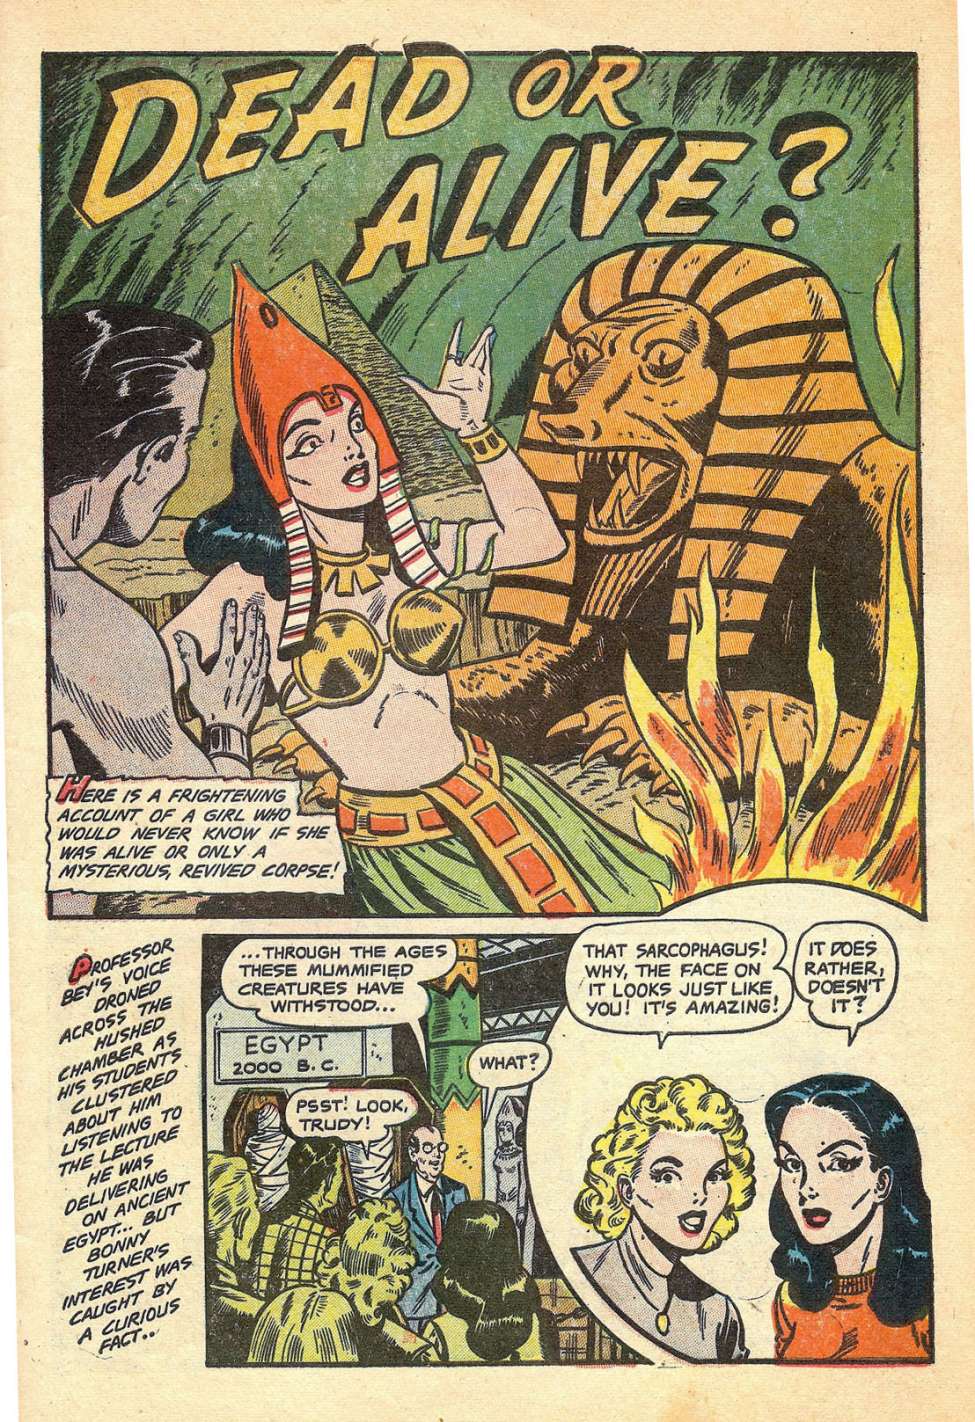 DEAD OR
ALIVE?
HERE IS A FRIGHTENING
ACCOUNT OF A GIRL WHO
WOULD NEVER KNOW IF SHE
WAS ALIVE OR ONLY A
MYSTERIOUS, REVIVED CORPSE!
PROFESSOR
BEY'S VOICE
DRONED
ACROSS THE
HUSHED
CHAMBER AS
HIS STUDENTS
CLUSTERED
ABOUT HIM
LISTENING TO
THE LECTURE
HE WAS
DELIVERING
ON ANCIENT
EGYPT... BUT
BONNY
TURNER'S
INTEREST WAS
CAUGHT BY
A CURIOUS
FACT...
...THROUGH THE AGES
THESE MUMMIFIED
CREATURES HAVE
WITHSTOOD...
EGYPT
2000 B.C.
PSST! LOOK,
TRUDY!
WHAT?
THAT SARCOPHAGUS!
WHY, THE FACE ON
IT LOOKS JUST LIKE
YOU! IT'S AMAZING!
IT DOES
RATHER,
DOESN'T
IT?